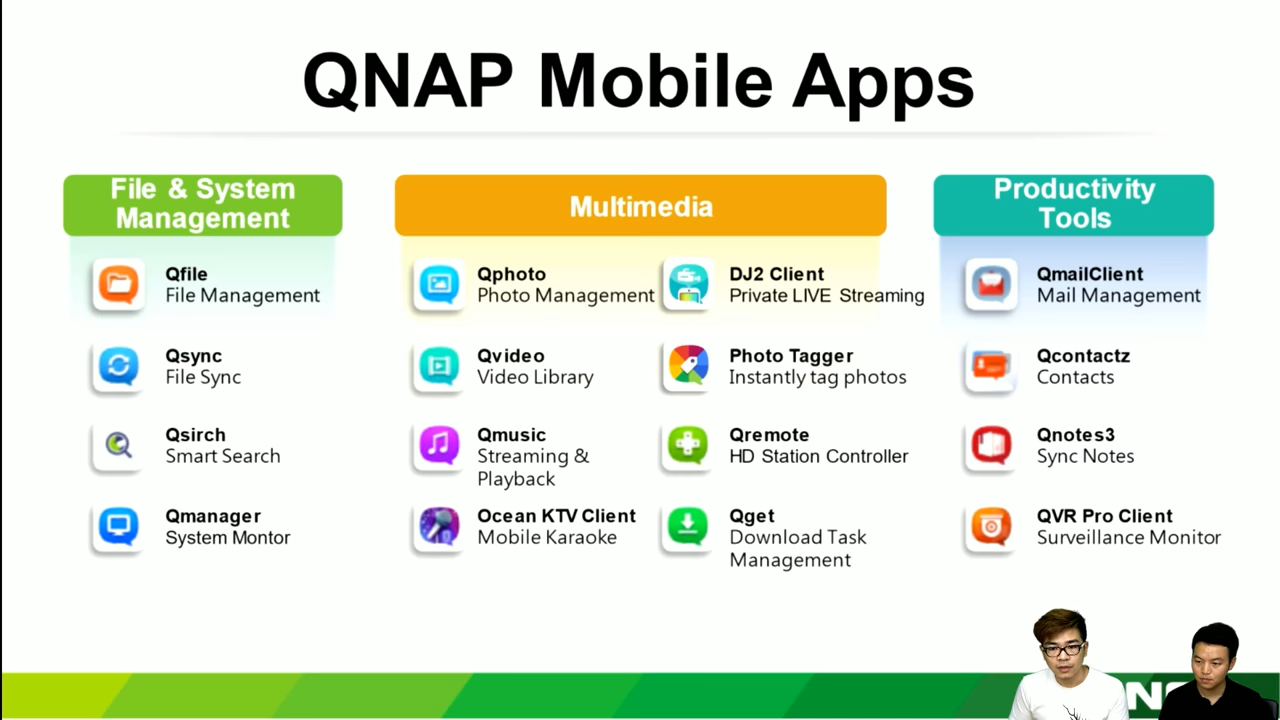 QNAP Mobile Apps
File & System
Management
Qfile
File Management
Qsync
File Sync
Qsirch
Smart Search
Qmanager
System Montor
Multimedia
Qphoto
Photo Management
Qvideo
Video Library
Qmusic
Streaming &
Playback
Ocean KTV Client
Mobile Karaoke
DJ2 Client
Private LIVE Streaming
Photo Tagger
Instantly tag photos
Qremote
HD Station Controller
Qget
Download Task
Management
Productivity
Tools
QmailClient
Mail Management
Qcontactz
Contacts
Qnotes3
Sync Notes
QVR Pro Client
Surveillance Monitor